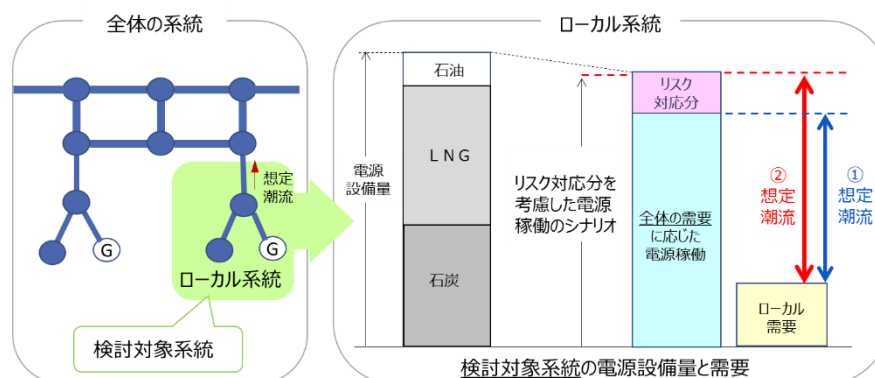 全体の系統
想定
潮流
G
G
ローカル系統
検討対象系統
ローカル系統
電源
設備量
石油
ＬＮＧ
石炭
リスク対応分を
考慮した電源
稼働のシナリオ
リスク
対応分
全体の需要
に応じた
電源稼働
②
想定
潮流
①
想定
潮流
ローカル
需要
検討対象系統の電源設備量と需要